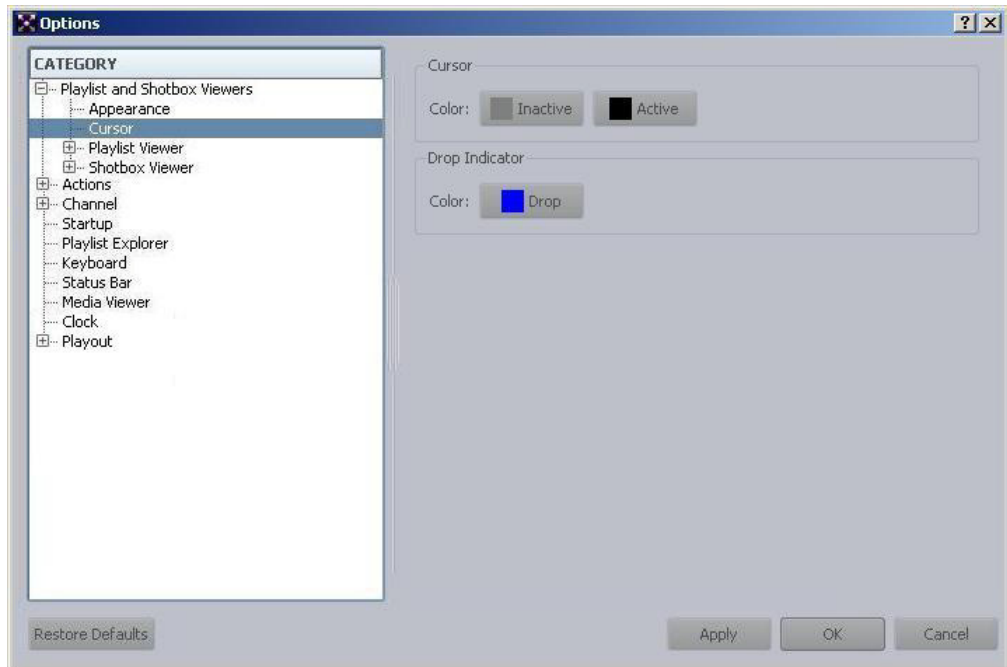 Options
CATEGORY
Playlist and Shotbox Viewers
Appearance
Cursor
Playlist Viewer
Shotbox Viewer
Actions
Channel
Startup
Playlist Explorer
Keyboard
Status Bar
Media Viewer
Clock
Playout
Cursor
Color: Inactive Active
Drop Indicator
Color: Drop
Restore Defaults Apply OK Cancel